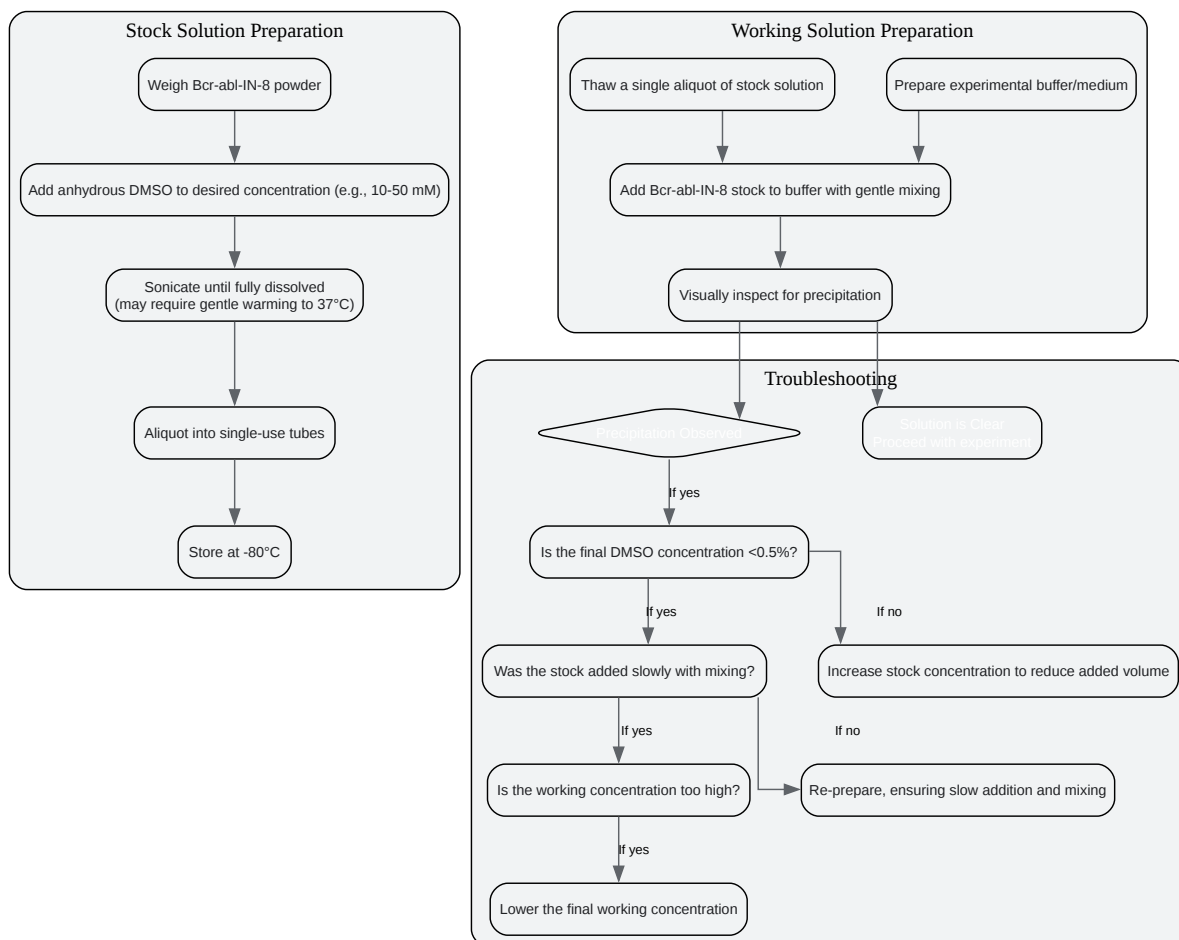 Stock Solution Preparation
Weigh Bcr-abl-IN-8 powder
Add anhydrous DMSO to desired concentration (e.g., 10-50 mM)
Sonicate until fully dissolved
(may require gentle warming to 37°C)
Aliquot into single-use tubes
Store at -80°C
Working Solution Preparation
Thaw a single aliquot of stock solution
Prepare experimental buffer/medium
Add Bcr-abl-IN-8 stock to buffer with gentle mixing
Visually inspect for precipitation
Troubleshooting
Precipitation Observed
Solution is Clear
Proceed with experiment
If yes
Is the final DMSO concentration <0.5%?
If yes
If no
Was the stock added slowly with mixing?
Increase stock concentration to reduce added volume
If yes
If no
Is the working concentration too high?
Re-prepare, ensuring slow addition and mixing
If yes
Lower the final working concentration